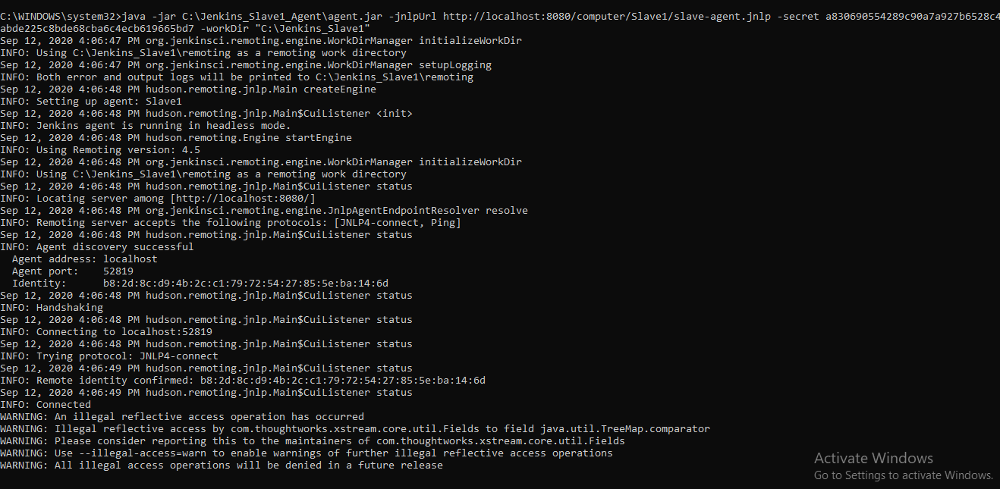 C:\WINDOWS\system32>java -jar C:\Jenkins_Slave1_Agent\agent.jar -jnlpUrl http://localhost:8080/computer/Slave1/slave-agent.jnlp -secret a830690554289c90a7a927b6528c4
abde225c8bde68cba6c4ecb619665bd7 -workDir "C:\Jenkins_Slave1"
Sep 12, 2020 4:06:47 PM org.jenkinsci.remoting.engine.WorkDirManager initializeWorkDir
INFO: Using C:\Jenkins_Slave1\remoting as a remoting work directory
Sep 12, 2020 4:06:47 PM org.jenkinsci.remoting.engine.WorkDirManager setupLogging
INFO: Both error and output logs will be printed to C:\Jenkins_Slave1\remoting
Sep 12, 2020 4:06:48 PM hudson.remoting.jnlp.Main createEngine
INFO: Setting up agent: Slave1
Sep 12, 2020 4:06:48 PM hudson.remoting.jnlp.Main$CuiListener <init>
INFO: Jenkins agent is running in headless mode.
Sep 12, 2020 4:06:48 PM hudson.remoting.Engine startEngine
INFO: Using Remoting version: 4.5
Sep 12, 2020 4:06:48 PM org.jenkinsci.remoting.engine.WorkDirManager initializeWorkDir
INFO: Using C:\Jenkins_Slave1\remoting as a remoting work directory
Sep 12, 2020 4:06:48 PM hudson.remoting.jnlp.Main$CuiListener status
INFO: Locating server among [http://localhost:8080/]
Sep 12, 2020 4:06:48 PM org.jenkinsci.remoting.engine.JnlpAgentEndpointResolver resolve
INFO: Remoting server accepts the following protocols: [JNLP4-connect, Ping]
Sep 12, 2020 4:06:48 PM hudson.remoting.jnlp.Main$CuiListener status
INFO: Agent discovery successful
  Agent address: localhost
  Agent port:    52819
  Identity:      b8:2d:8c:d9:4b:2c:c1:79:72:54:27:85:5e:ba:14:6d
Sep 12, 2020 4:06:48 PM hudson.remoting.jnlp.Main$CuiListener status
INFO: Handshaking
Sep 12, 2020 4:06:48 PM hudson.remoting.jnlp.Main$CuiListener status
INFO: Connecting to localhost:52819
Sep 12, 2020 4:06:48 PM hudson.remoting.jnlp.Main$CuiListener status
INFO: Trying protocol: JNLP4-connect
Sep 12, 2020 4:06:49 PM hudson.remoting.jnlp.Main$CuiListener status
INFO: Remote identity confirmed: b8:2d:8c:d9:4b:2c:c1:79:72:54:27:85:5e:ba:14:6d
Sep 12, 2020 4:06:49 PM hudson.remoting.jnlp.Main$CuiListener status
INFO: Connected
WARNING: An illegal reflective access operation has occurred
WARNING: Illegal reflective access by com.thoughtworks.xstream.core.util.Fields to field java.util.TreeMap.comparator
WARNING: Please consider reporting this to the maintainers of com.thoughtworks.xstream.core.util.Fields
WARNING: Use --illegal-access=warn to enable warnings of further illegal reflective access operations
WARNING: All illegal access operations will be denied in a future release
Activate Windows
Go to Settings to activate Windows.